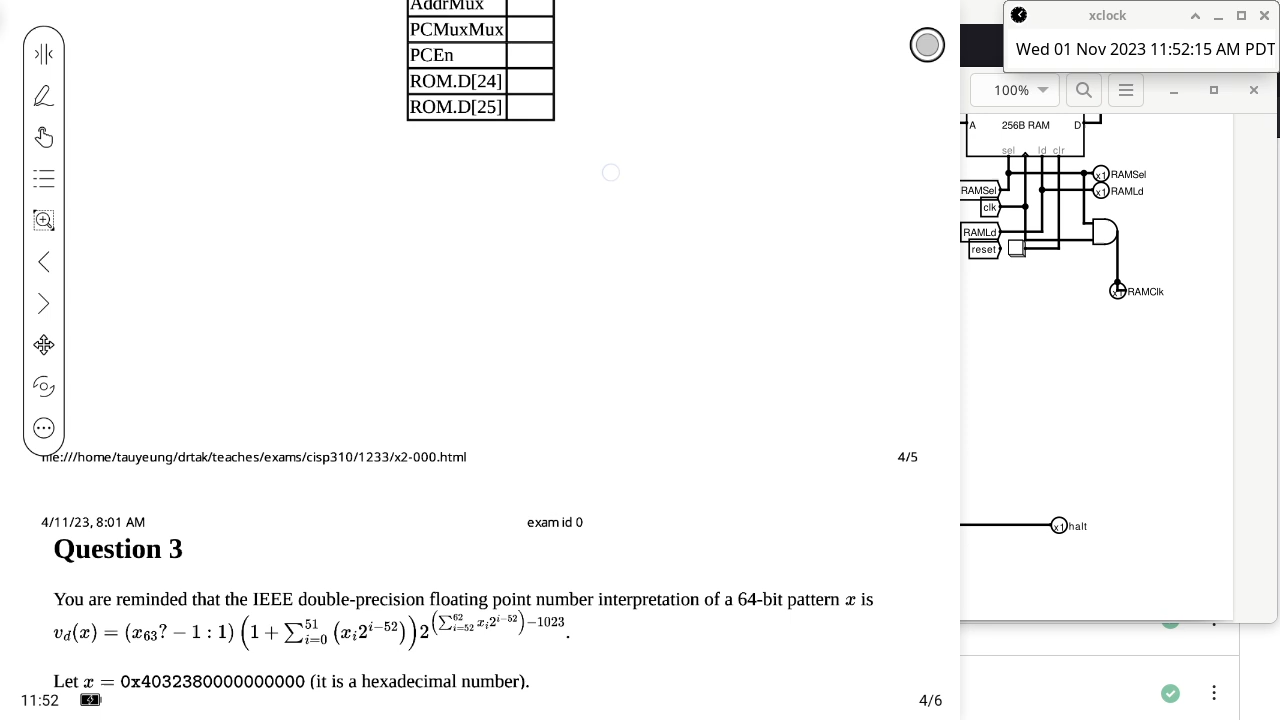 AddrMux
PCMuxMux
PCEn
ROM.D[24]
ROM.D[25]
file:///home/tauyeung/drtak/teaches/exams/cisp310/1233/x2-000.html
4/5
4/11/23, 8:01 AM
exam id 0
Question 3
You are reminded that the IEEE double-precision floating point number interpretation of a 64-bit pattern x is
v_d(x) = (x_63? − 1 : 1) (1 + ∑_{i=0}^{51} (x_i 2^{i−52})) 2^{(∑_{i=52}^{62} x_i 2^{i−52})−1023}.
Let x = 0x4032380000000000 (it is a hexadecimal number).
11:52
4/6
xclock
Wed 01 Nov 2023 11:52:15 AM PDT
100%
A
256B RAM
D
sel
ld
clr
RAMSel
x1
RAMSel
x1
RAMLd
clk
RAMLd
reset
x1
RAMClk
x1
halt